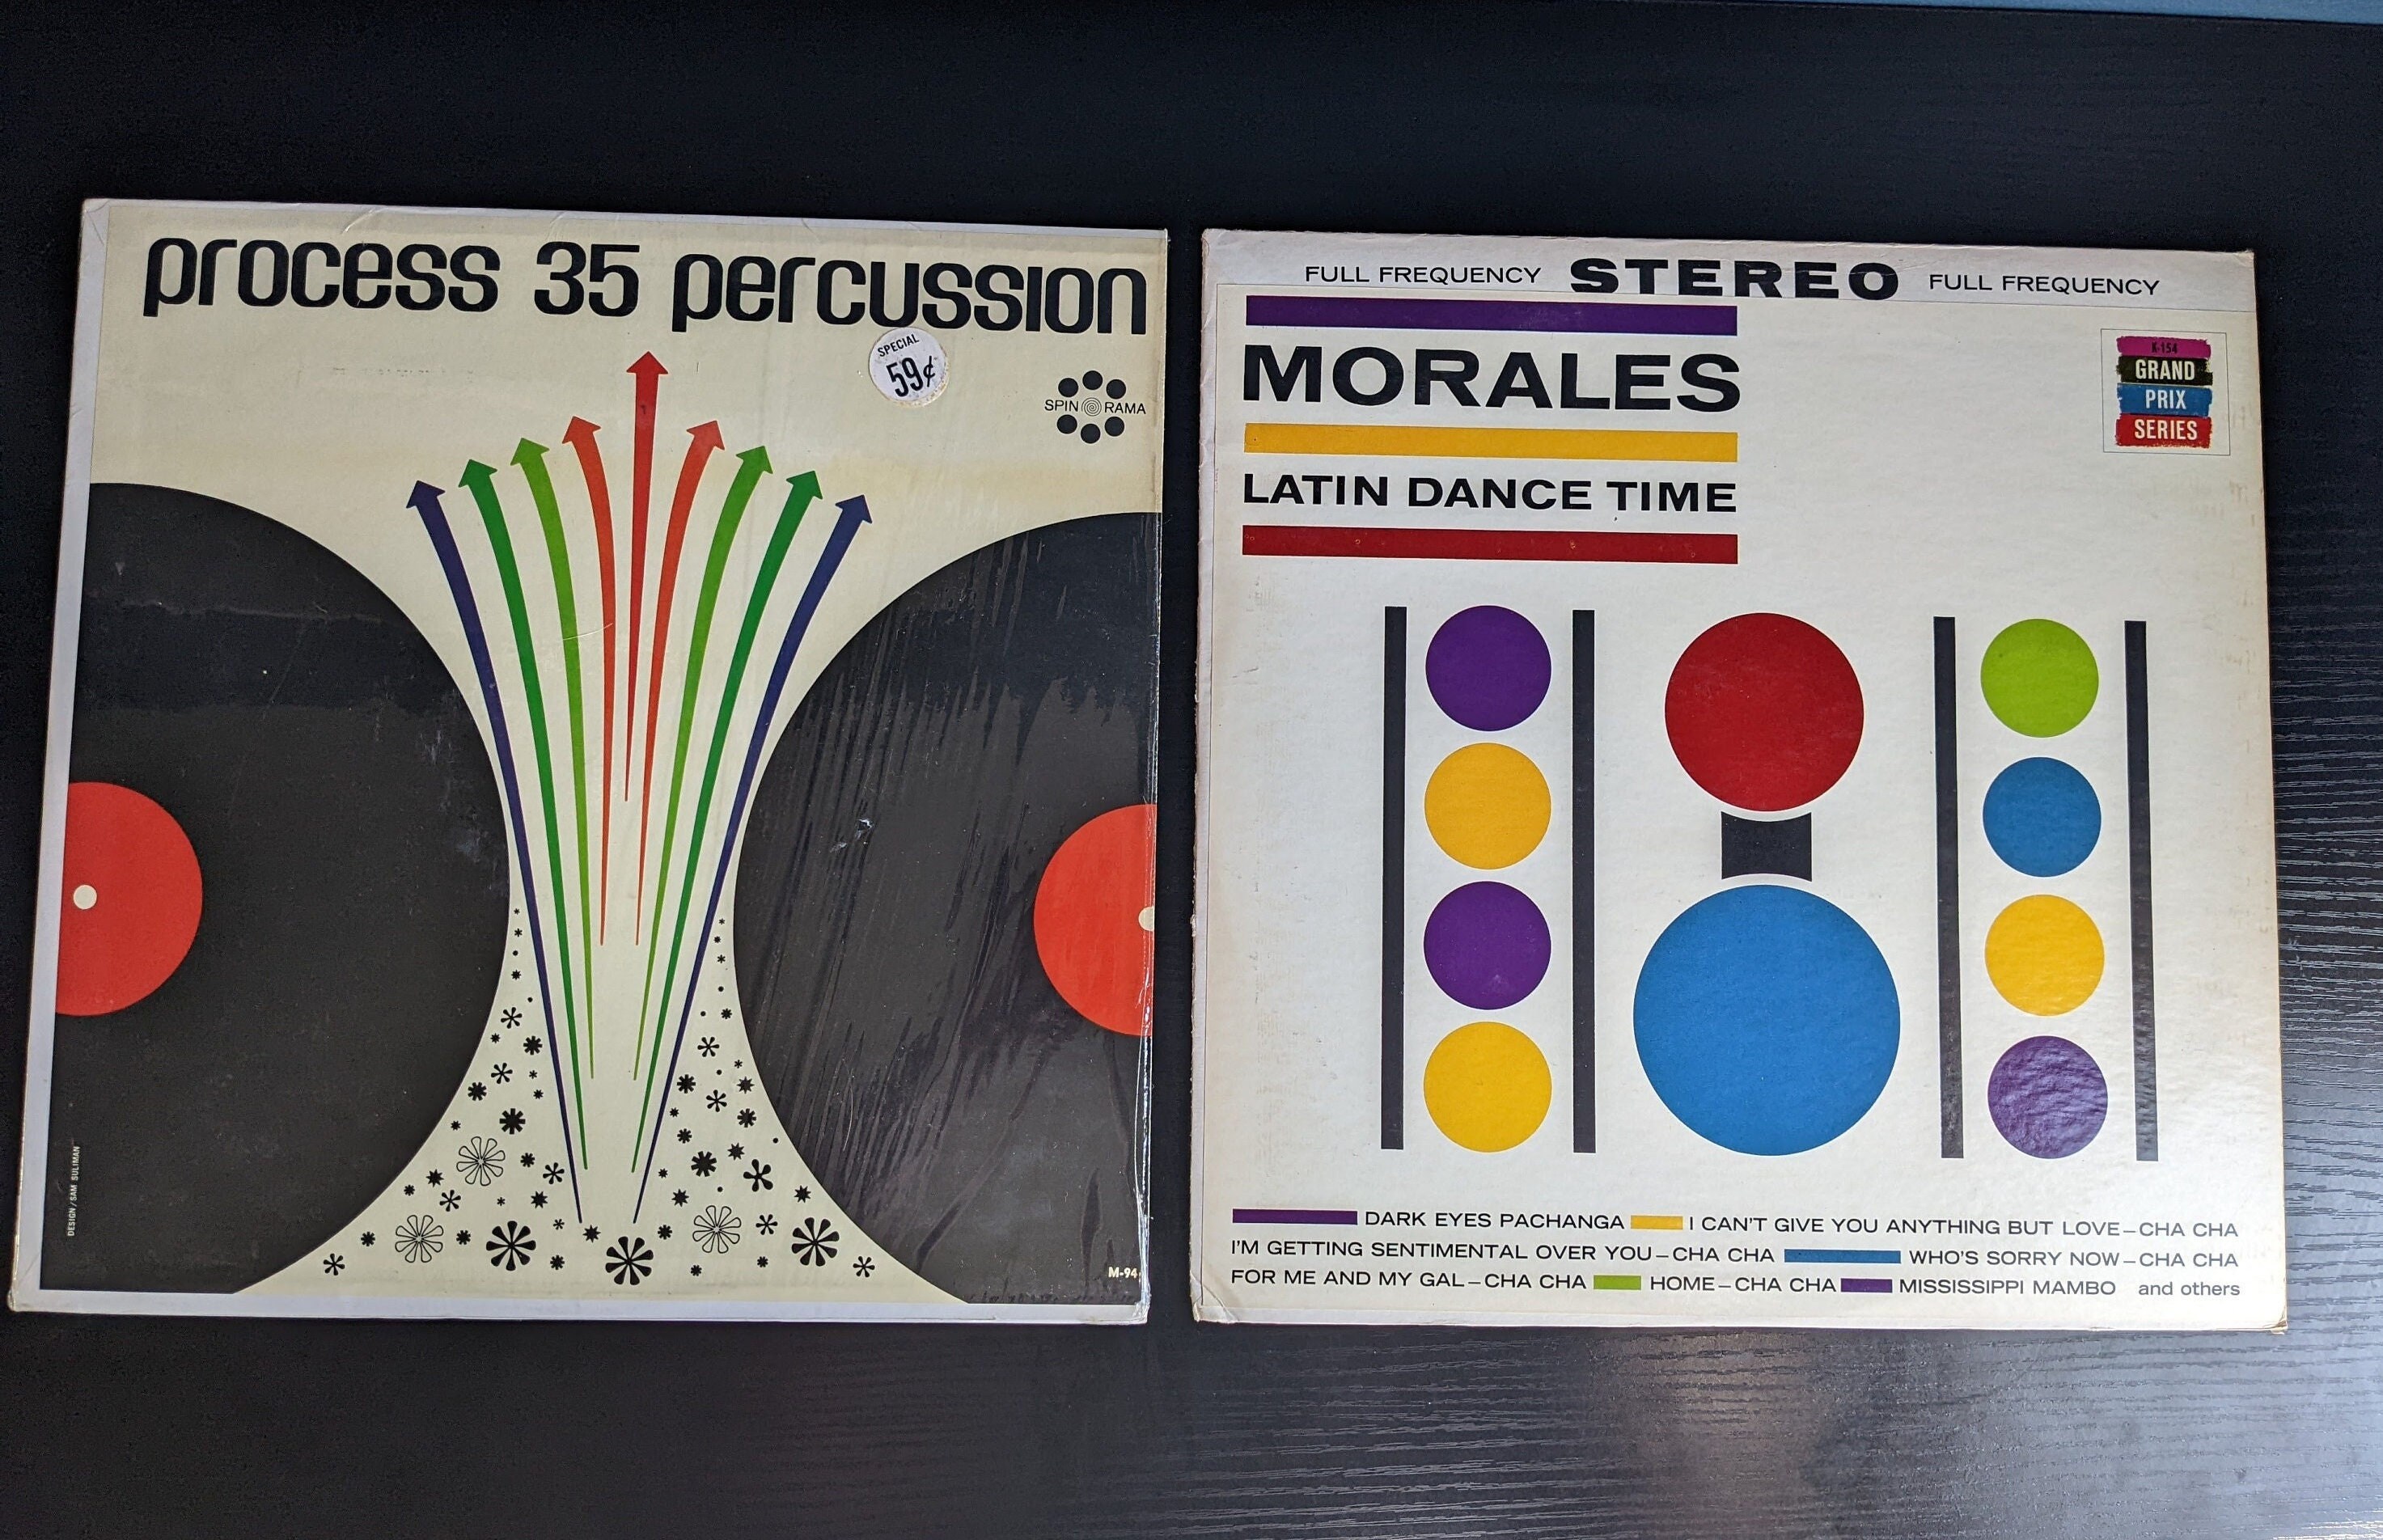 process 35 percussion
SPECIAL
59¢
SPIN RAMA
DESIGN/SAM SULIMAN
M-94
FULL FREQUENCY STEREO FULL FREQUENCY
MORALES
LATIN DANCE TIME
K-154
GRAND
PRIX
SERIES
DARK EYES PACHANGA I CAN'T GIVE YOU ANYTHING BUT LOVE–CHA CHA
I'M GETTING SENTIMENTAL OVER YOU–CHA CHA WHO'S SORRY NOW–CHA CHA
FOR ME AND MY GAL–CHA CHA HOME–CHA CHA MISSISSIPPI MAMBO and others